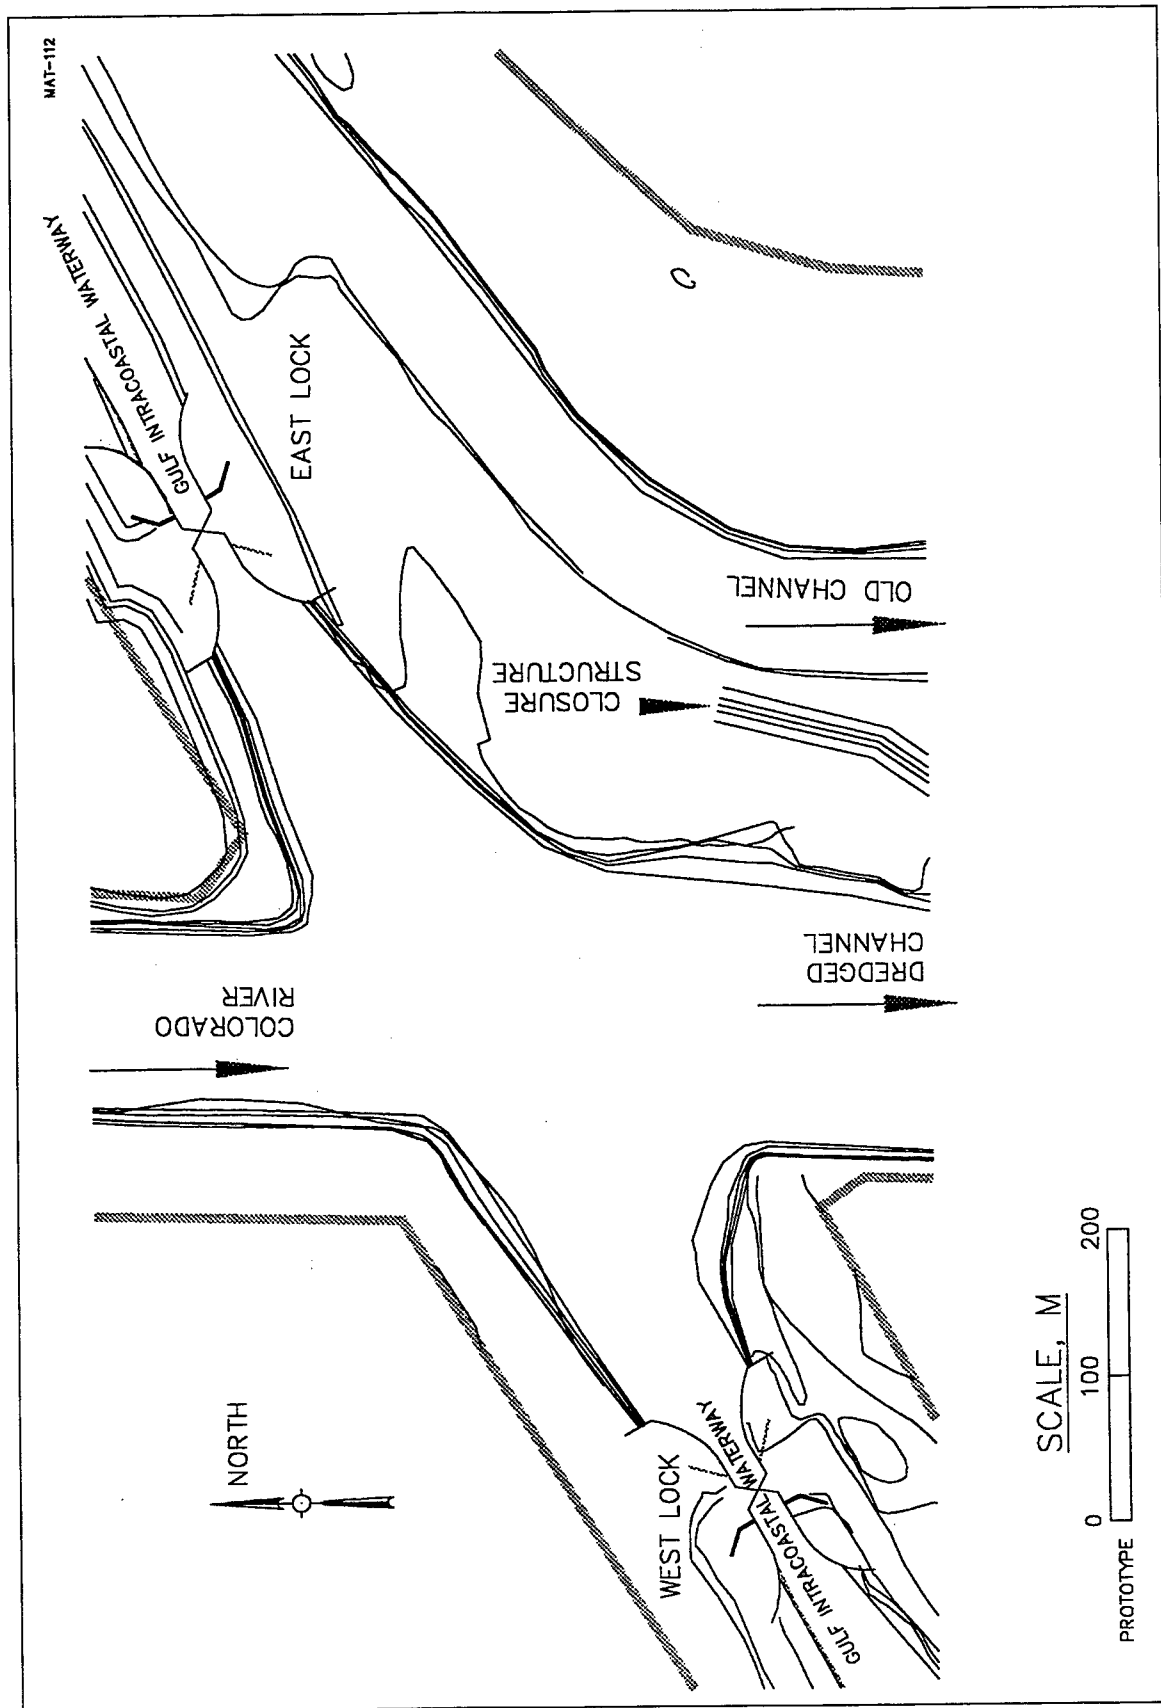 MAT-112
GULF INTRACOASTAL WATERWAY
EAST LOCK
OLD CHANNEL
CLOSURE
STRUCTURE
COLORADO
RIVER
DREDGED
CHANNEL
NORTH
WEST LOCK
GULF INTRACOASTAL WATERWAY
SCALE, M
0 100 200
PROTOTYPE